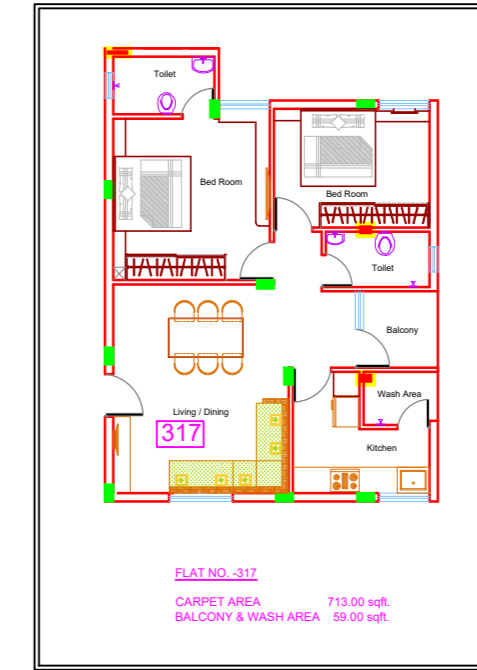 Toilet
Bed Room
Bed Room
Toilet
Balcony
Wash Area
Living / Dining
317
Kitchen
FLAT NO. -317
CARPET AREA 713.00 sqft.
BALCONY & WASH AREA 59.00 sqft.